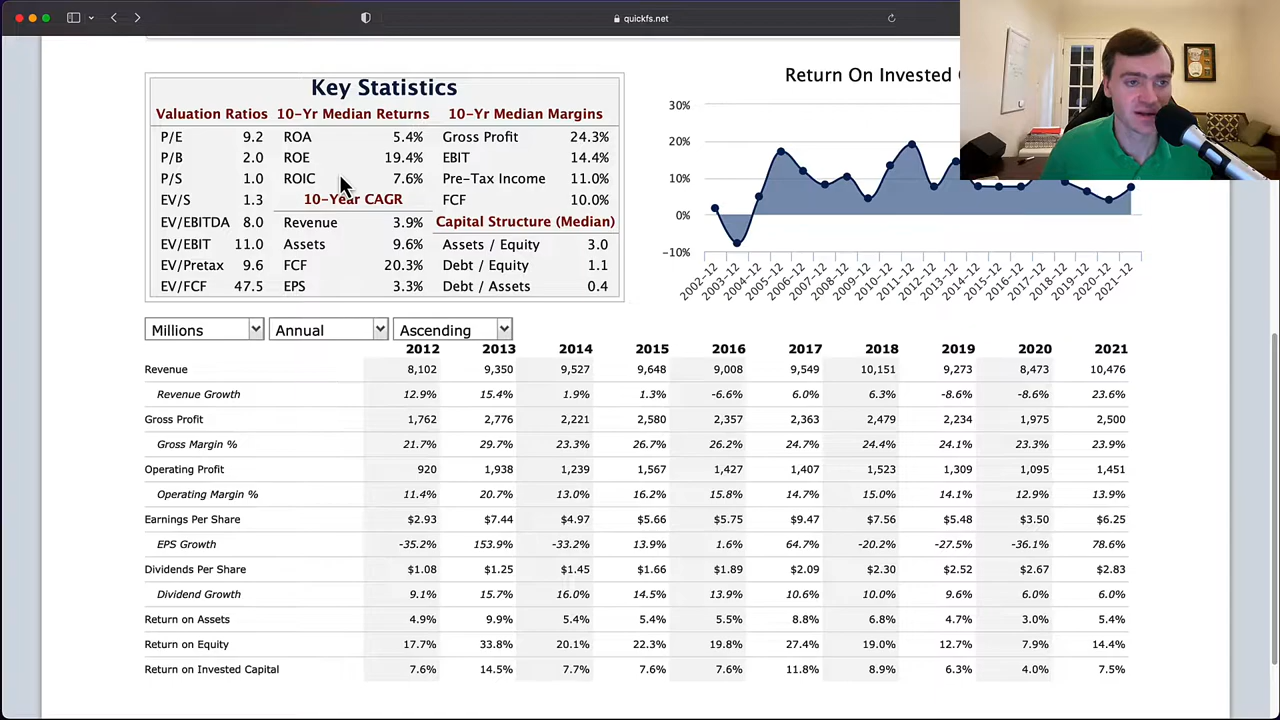 quickfs.net
Key Statistics
Valuation Ratios 10-Yr Median Returns 10-Yr Median Margins
P/E 9.2 ROA 5.4% Gross Profit 24.3%
P/B 2.0 ROE 19.4% EBIT 14.4%
P/S 1.0 ROIC 7.6% Pre-Tax Income 11.0%
EV/S 1.3 10-Year CAGR FCF 10.0%
EV/EBITDA 8.0 Revenue 3.9% Capital Structure (Median)
EV/EBIT 11.0 Assets 9.6% Assets / Equity 3.0
EV/Pretax 9.6 FCF 20.3% Debt / Equity 1.1
EV/FCF 47.5 EPS 3.3% Debt / Assets 0.4
Return On Invested
30%
20%
10%
0%
-10%
2002-12 2003-12 2004-12 2005-12 2006-12 2007-12 2008-12 2009-12 2010-12 2011-12 2012-12 2013-12 2014-12 2015-12 2016-12 2017-12 2018-12 2019-12 2020-12 2021-12
Millions Annual Ascending
2012 2013 2014 2015 2016 2017 2018 2019 2020 2021
Revenue 8,102 9,350 9,527 9,648 9,008 9,549 10,151 9,273 8,473 10,476
Revenue Growth 12.9% 15.4% 1.9% 1.3% -6.6% 6.0% 6.3% -8.6% -8.6% 23.6%
Gross Profit 1,762 2,776 2,221 2,580 2,357 2,363 2,479 2,234 1,975 2,500
Gross Margin % 21.7% 29.7% 23.3% 26.7% 26.2% 24.7% 24.4% 24.1% 23.3% 23.9%
Operating Profit 920 1,938 1,239 1,567 1,427 1,407 1,523 1,309 1,095 1,451
Operating Margin % 11.4% 20.7% 13.0% 16.2% 15.8% 14.7% 15.0% 14.1% 12.9% 13.9%
Earnings Per Share $2.93 $7.44 $4.97 $5.66 $5.75 $9.47 $7.56 $5.48 $3.50 $6.25
EPS Growth -35.2% 153.9% -33.2% 13.9% 1.6% 64.7% -20.2% -27.5% -36.1% 78.6%
Dividends Per Share $1.08 $1.25 $1.45 $1.66 $1.89 $2.09 $2.30 $2.52 $2.67 $2.83
Dividend Growth 9.1% 15.7% 16.0% 14.5% 13.9% 10.6% 10.0% 9.6% 6.0% 6.0%
Return on Assets 4.9% 9.9% 5.4% 5.4% 5.5% 8.8% 6.8% 4.7% 3.0% 5.4%
Return on Equity 17.7% 33.8% 20.1% 22.3% 19.8% 27.4% 19.0% 12.7% 7.9% 14.4%
Return on Invested Capital 7.6% 14.5% 7.7% 7.6% 7.6% 11.8% 8.9% 6.3% 4.0% 7.5%